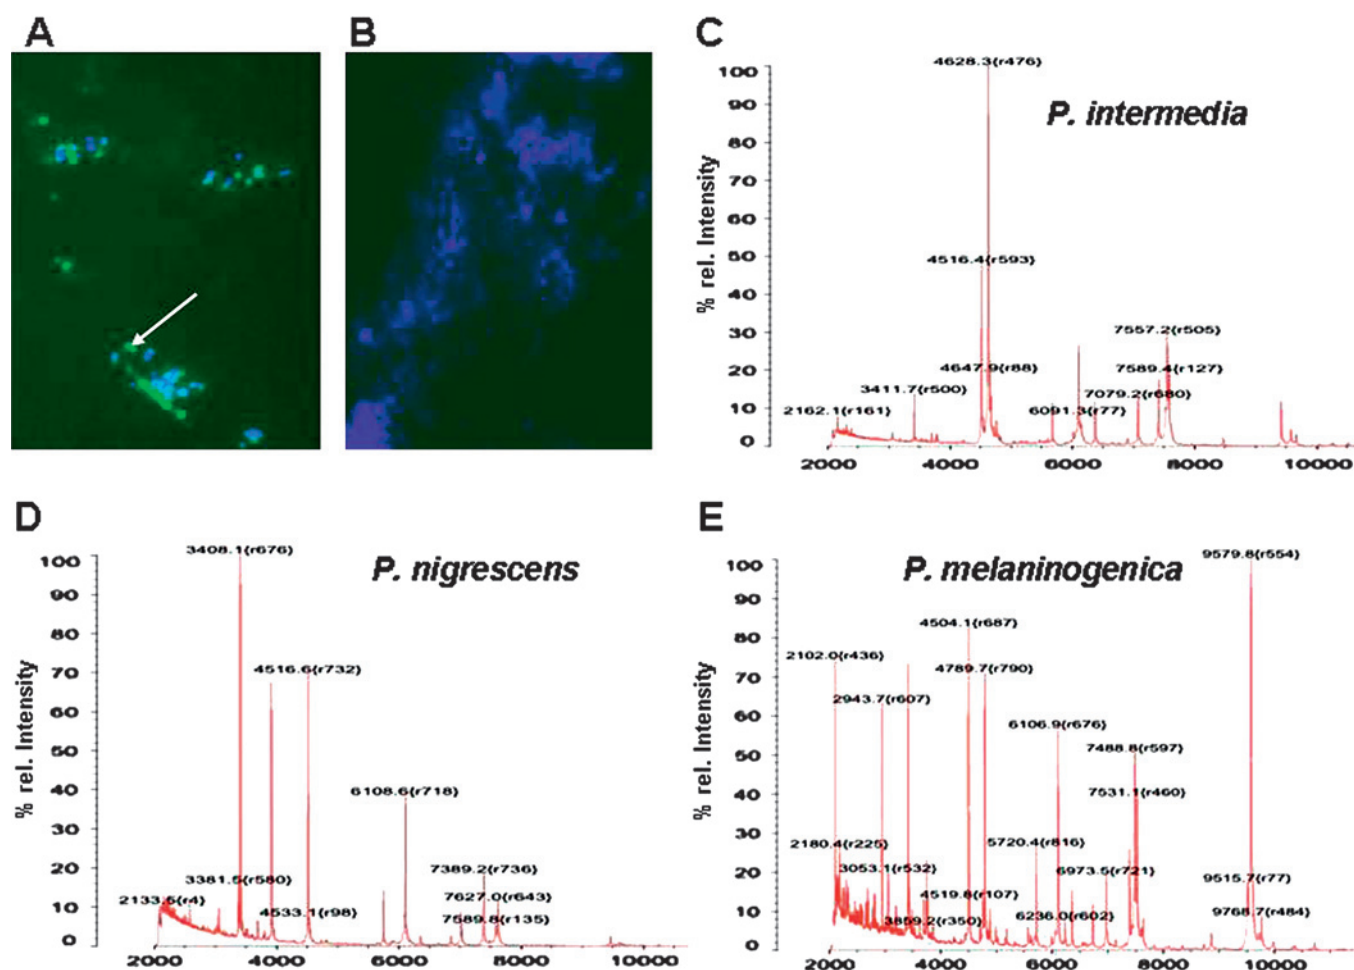 A
B
C
% rel. Intensity
100
90
80
70
60
50
40
30
20
10
0
4628.3(r476)
P. intermedia
4516.4(r593)
7557.2(r505)
4647.9(r88)
7589.4(r127)
3411.7(r500)
7079.2(r680)
2162.1(r161)
6091.3(r77)
2000 4000 6000 8000 10000
D
% rel. Intensity
100
90
80
70
60
50
40
30
20
10
0
3408.1(r676)
P. nigrescens
4516.6(r732)
6108.6(r718)
7389.2(r736)
3381.5(r580)
7627.0(r643)
2133.5(r4)
4533.1(r98)
7589.8(r135)
2000 4000 6000 8000 10000
E
% rel. Intensity
100
90
80
70
60
50
40
30
20
10
0
9579.8(r554)
P. melaninogenica
4504.1(r687)
2102.0(r436)
4789.7(r790)
2943.7(r607)
6106.9(r676)
7488.8(r597)
7531.1(r460)
2180.4(r225)
5720.4(r816)
3053.1(r532)
6973.5(r721)
9515.7(r77)
4519.6(r107)
3859.2(r350)
6236.0(r602)
9768.7(r484)
2000 4000 6000 8000 10000